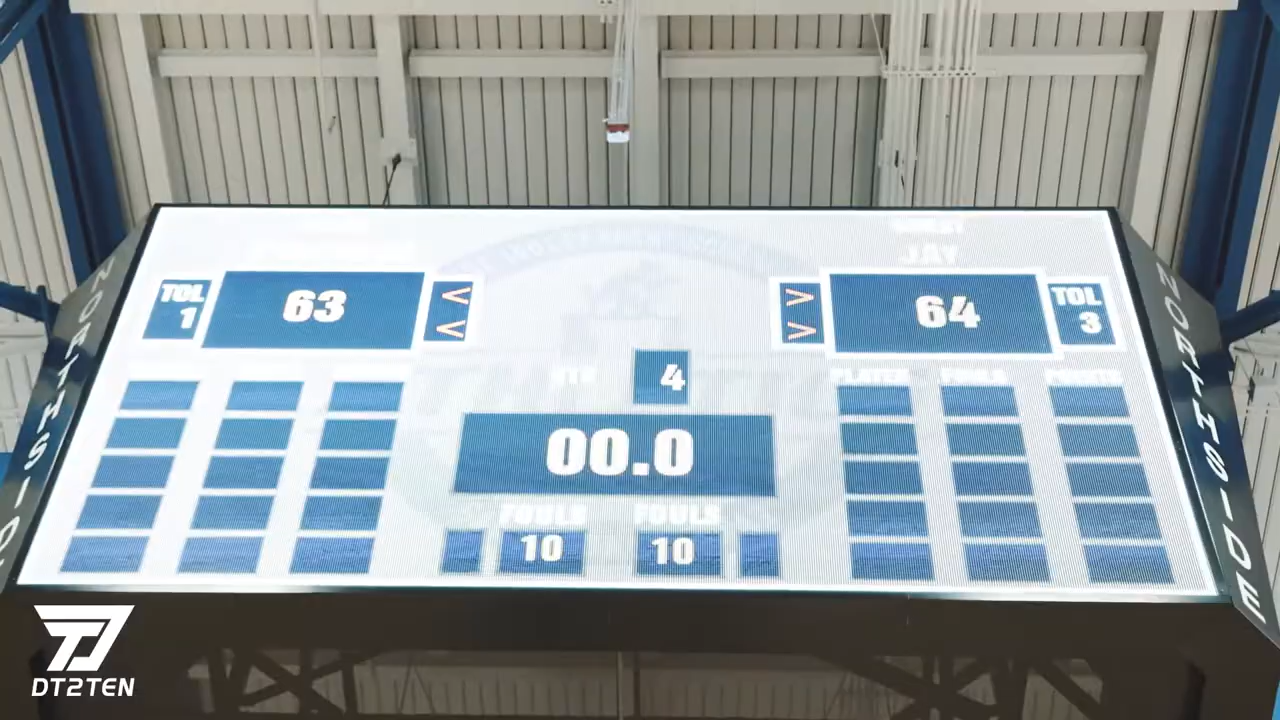 GUEST
JAY
TOL
1
63
<
<
>
>
64
TOL
3
4
PLAYER
FOULS
POINTS
00.0
FOULS
FOULS
10
10
NORTHSIDE
NORTHSIDE
DT2TEN